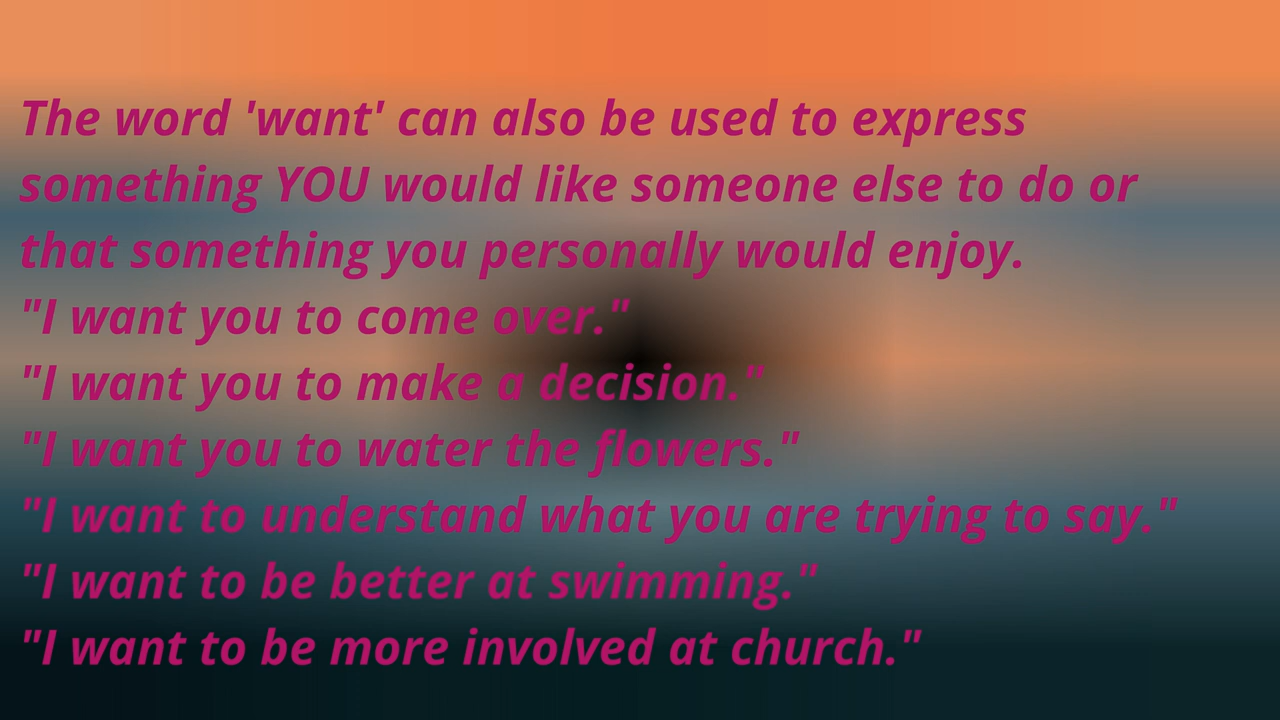 The word 'want' can also be used to express
something YOU would like someone else to do or
that something you personally would enjoy.
"I want you to come over."
"I want you to make a decision."
"I want you to water the flowers."
"I want to understand what you are trying to say."
"I want to be better at swimming."
"I want to be more involved at church."